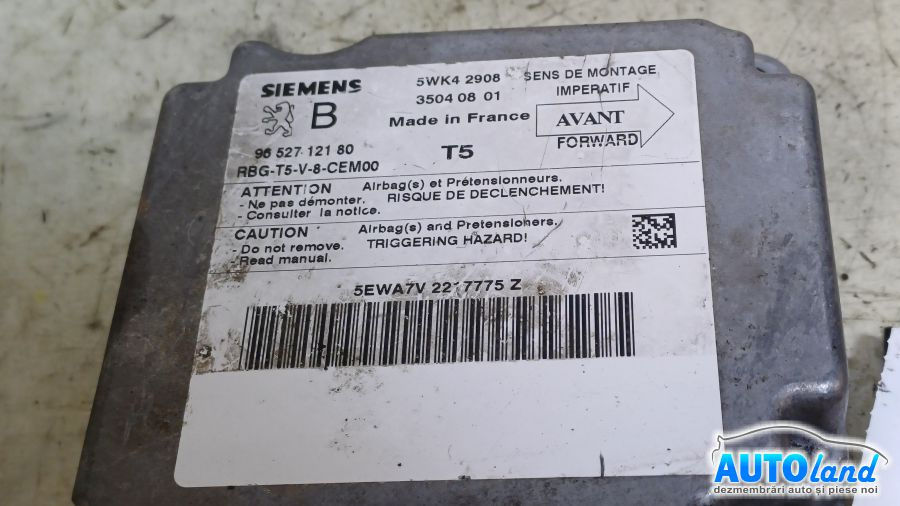 SIEMENS
B
96 527 121 80
RBG-T5-V-8-CEM00
5WK4 2908
3504 08 01
Made in France
T5
SENS DE MONTAGE
IMPERATIF
AVANT
FORWARD
ATTENTION Airbag(s) et Prétensionneurs.
- Ne pas démonter. RISQUE DE DECLENCHEMENT!
- Consulter la notice.
CAUTION Airbag(s) and Pretensioners.
- Do not remove. TRIGGERING HAZARD!
- Read manual.
5EWA7V 2217775 Z
AUTOland
dezmembrări auto și piese noi